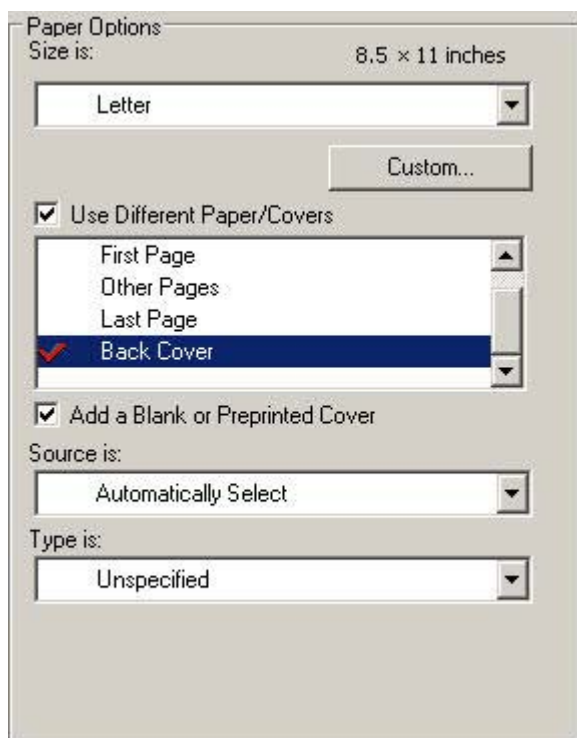 Paper Options
Size is:
8.5 × 11 inches
Letter
Custom...
Use Different Paper/Covers
First Page
Other Pages
Last Page
Back Cover
Add a Blank or Preprinted Cover
Source is:
Automatically Select
Type is:
Unspecified